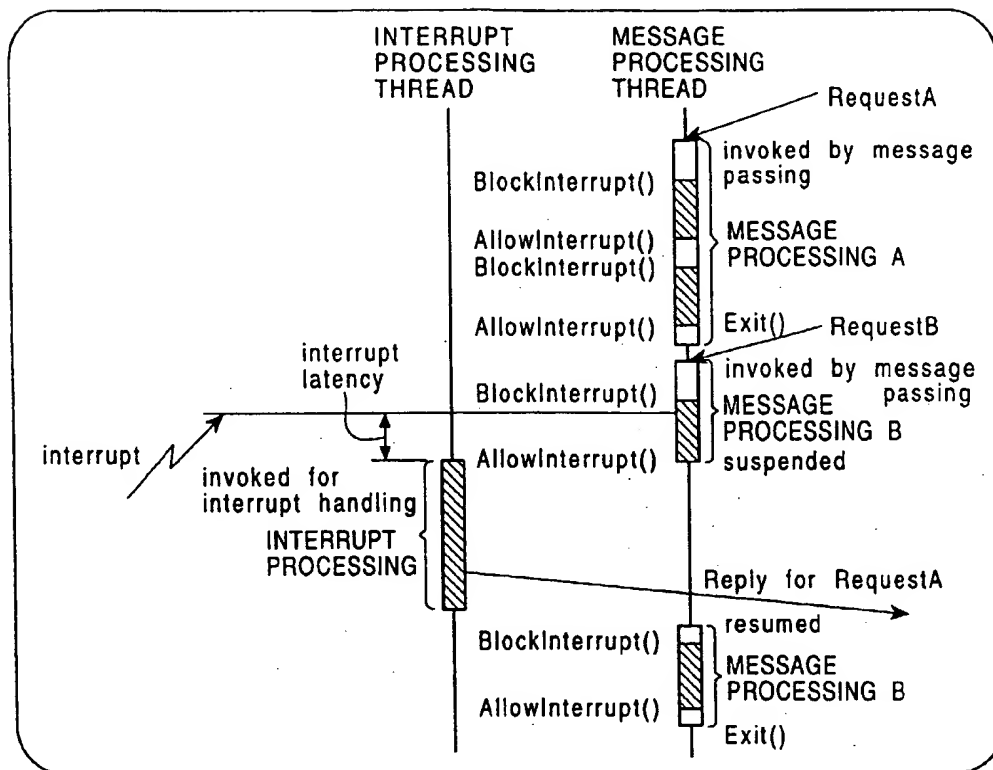 INTERRUPT
PROCESSING
THREAD
MESSAGE
PROCESSING
THREAD
RequestA
invoked by message
passing
BlockInterrupt()
AllowInterrupt()
BlockInterrupt()
MESSAGE
PROCESSING A
AllowInterrupt()
Exit()
RequestB
interrupt
latency
invoked by message
passing
BlockInterrupt()
MESSAGE
PROCESSING B
suspended
interrupt
AllowInterrupt()
invoked for
interrupt handling
INTERRUPT
PROCESSING
Reply for RequestA
resumed
BlockInterrupt()
MESSAGE
PROCESSING B
AllowInterrupt()
Exit()